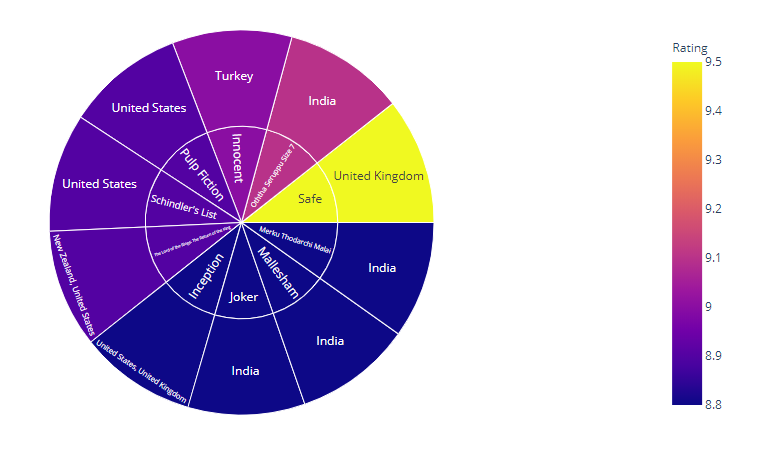 Rating
9.5
9.4
9.3
9.2
9.1
9
8.9
8.8
United Kingdom
Safe
India
Oththa Seruppu Size 7
Turkey
Innocent
United States
Pulp Fiction
United States
Schindler's List
New Zealand, United States
The Lord of the Rings: The Return of the King
United States, United Kingdom
Inception
India
Joker
India
Mallesham
India
Merku Thodarchi Malai